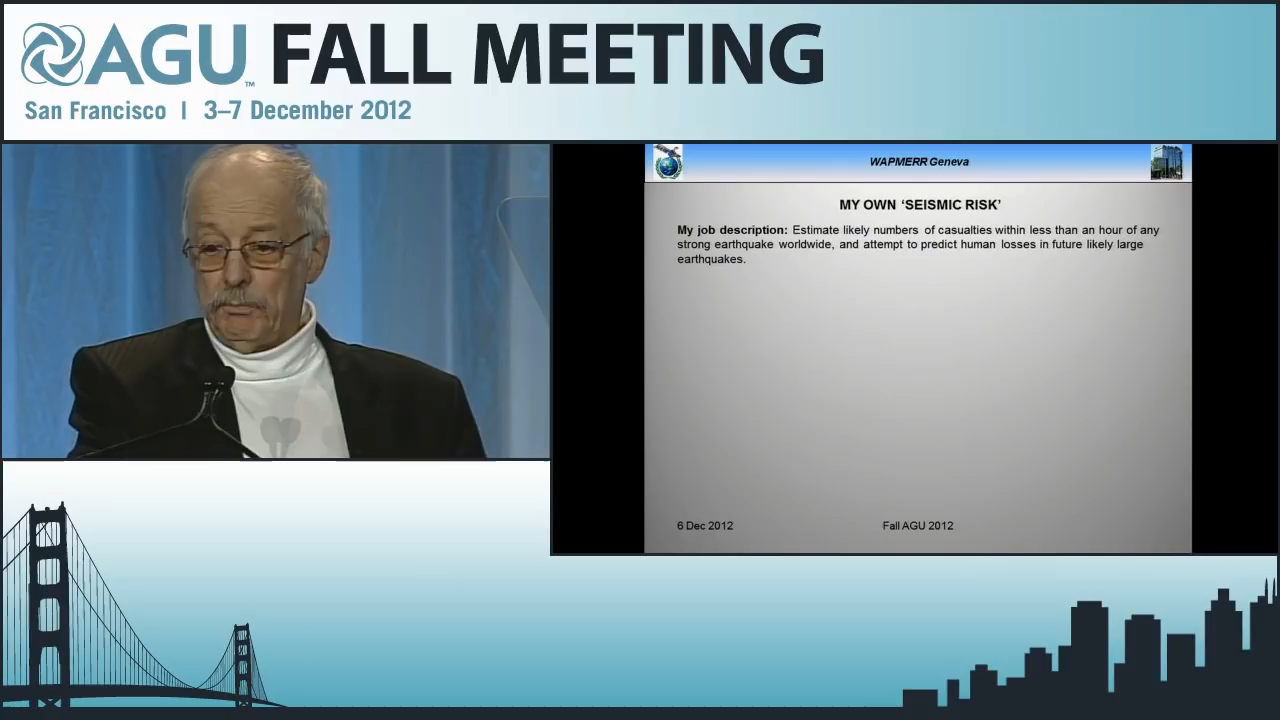 AGU™ FALL MEETING
San Francisco | 3–7 December 2012
WAPMERR Geneva
MY OWN ‘SEISMIC RISK’
My job description: Estimate likely numbers of casualties within less than an hour of any
strong earthquake worldwide, and attempt to predict human losses in future likely large
earthquakes.
6 Dec 2012
Fall AGU 2012